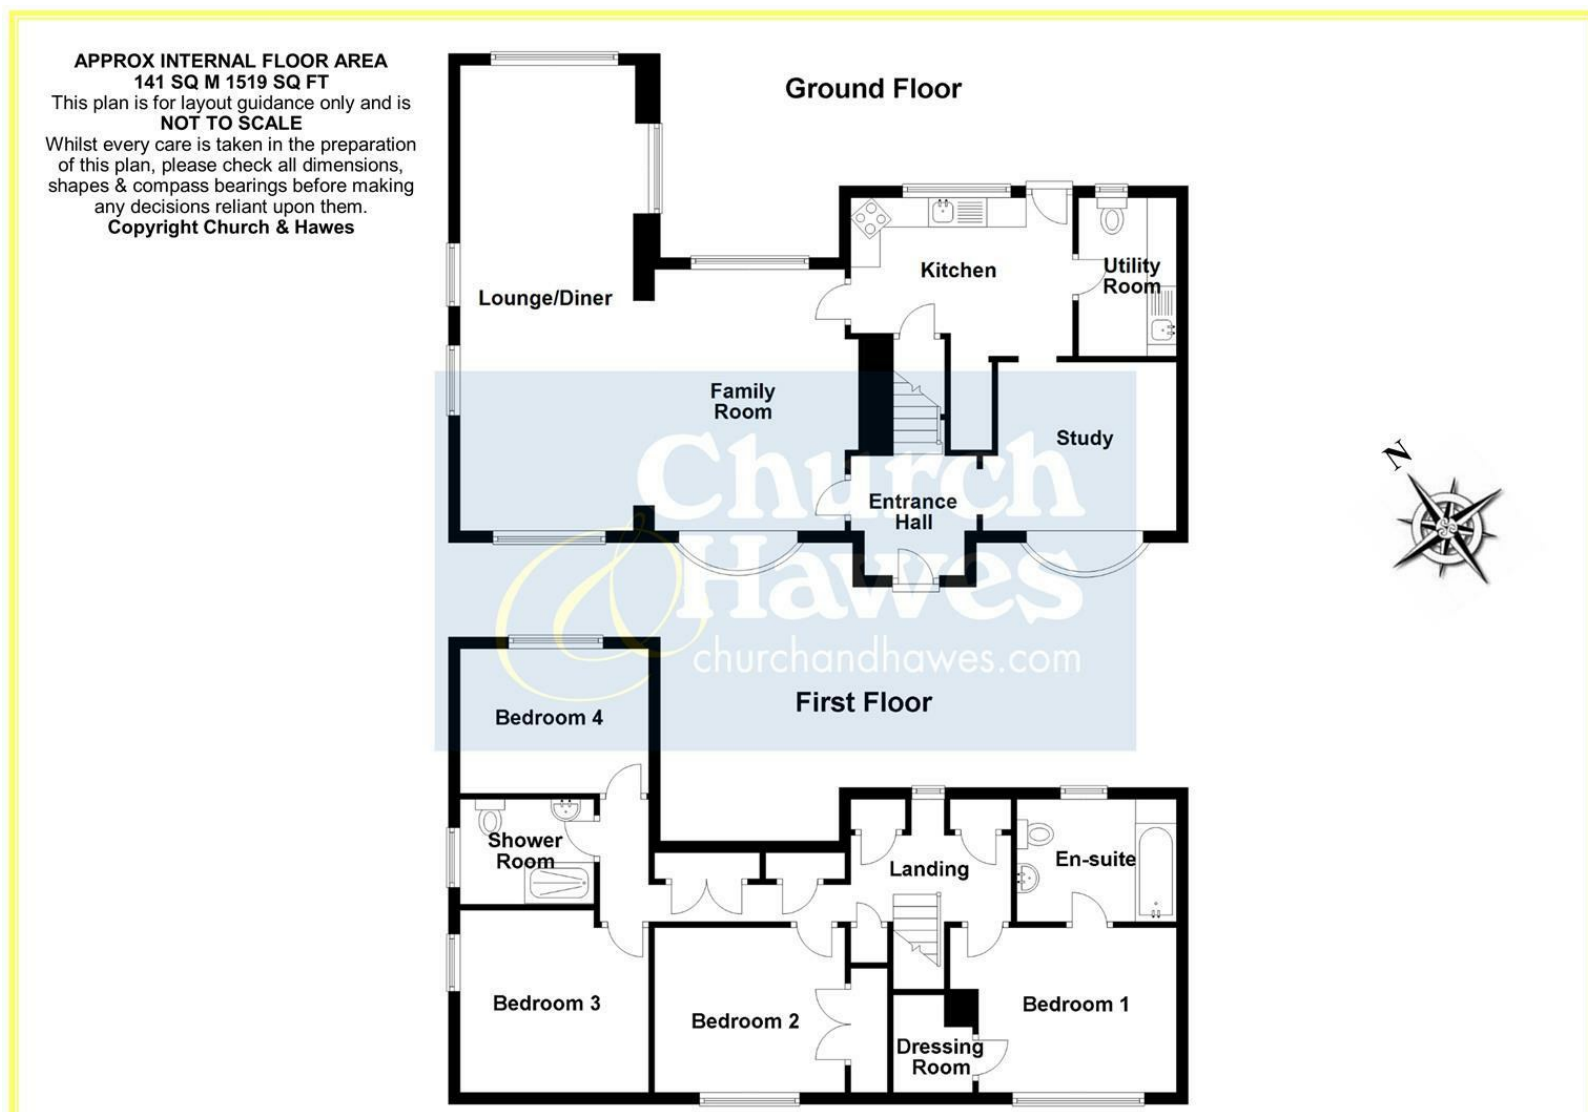 APPROX INTERNAL FLOOR AREA
141 SQ M 1519 SQ FT
This plan is for layout guidance only and is
NOT TO SCALE
Whilst every care is taken in the preparation
of this plan, please check all dimensions,
shapes & compass bearings before making
any decisions reliant upon them.
Copyright Church & Hawes
Ground Floor
Kitchen
Utility
Room
Lounge/Diner
Family
Room
Study
Entrance
Hall
N
Church
& Hawes
churchandhawes.com
First Floor
Bedroom 4
Shower
Room
Landing
En-suite
Bedroom 3
Bedroom 2
Bedroom 1
Dressing
Room